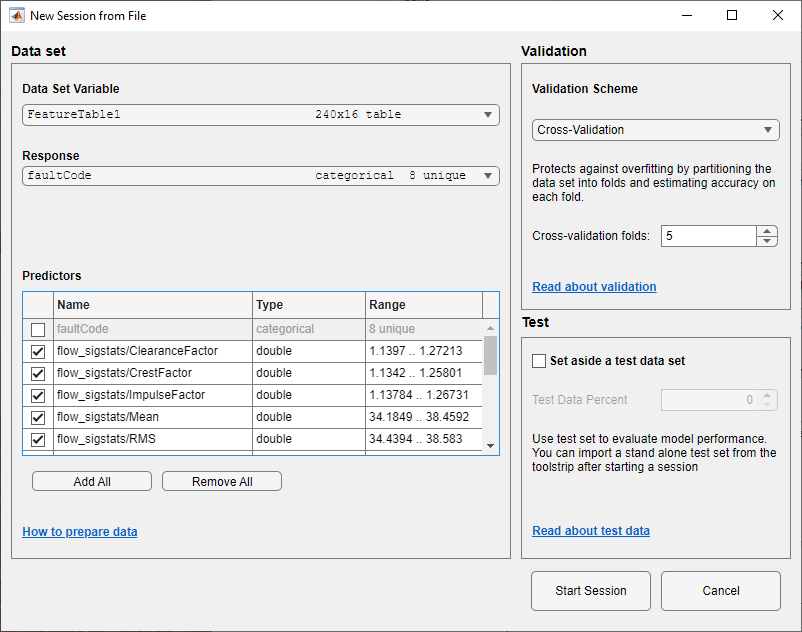 New Session from File
Data set
Data Set Variable
FeatureTable1 240x16 table
Response
faultCode categorical 8 unique
Predictors
Name Type Range
faultCode categorical 8 unique
flow_sigstats/ClearanceFactor double 1.1397 .. 1.27213
flow_sigstats/CrestFactor double 1.1342 .. 1.25801
flow_sigstats/ImpulseFactor double 1.13784 .. 1.26731
flow_sigstats/Mean double 34.1849 .. 38.4592
flow_sigstats/RMS double 34.4394 .. 38.583
Add All Remove All
How to prepare data
Validation
Validation Scheme
Cross-Validation
Protects against overfitting by partitioning the
data set into folds and estimating accuracy on
each fold.
Cross-validation folds: 5
Read about validation
Test
Set aside a test data set
Test Data Percent 0
Use test set to evaluate model performance.
You can import a stand alone test set from the
toolstrip after starting a session
Read about test data
Start Session Cancel